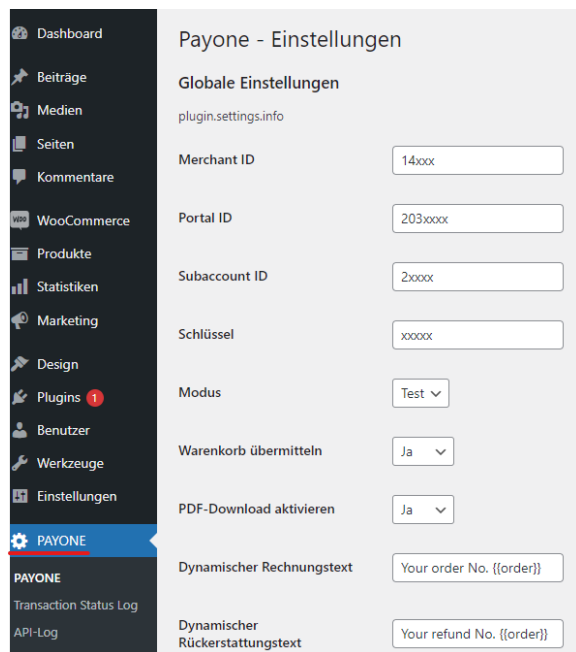 Dashboard
Beiträge
Medien
Seiten
Kommentare
WOO
WooCommerce
Produkte
Statistiken
Marketing
Design
Plugins 1
Benutzer
Werkzeuge
Einstellungen
PAYONE
PAYONE
Transaction Status Log
API-Log
Payone - Einstellungen
Globale Einstellungen
plugin.settings.info
Merchant ID
14xxx
Portal ID
203xxxx
Subaccount ID
2xxxx
Schlüssel
xxxxx
Modus
Test
Warenkorb übermitteln
Ja
PDF-Download aktivieren
Ja
Dynamischer Rechnungstext
Your order No. {{order}}
Dynamischer
Rückerstattungstext
Your refund No. {{order}}